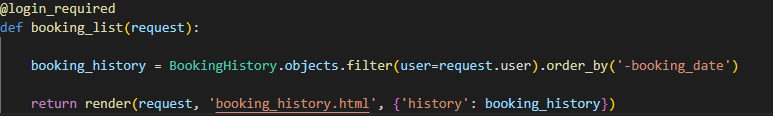 @login_required
def booking_list(request):
booking_history = BookingHistory.objects.filter(user=request.user).order_by('-booking_date')
return render(request, 'booking_history.html', {'history': booking_history})